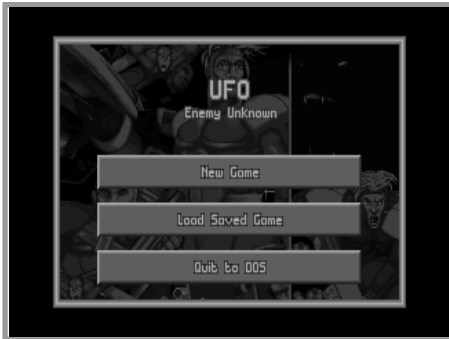 UFO
Enemy Unknown
New Game
Load Saved Game
Quit to DOS